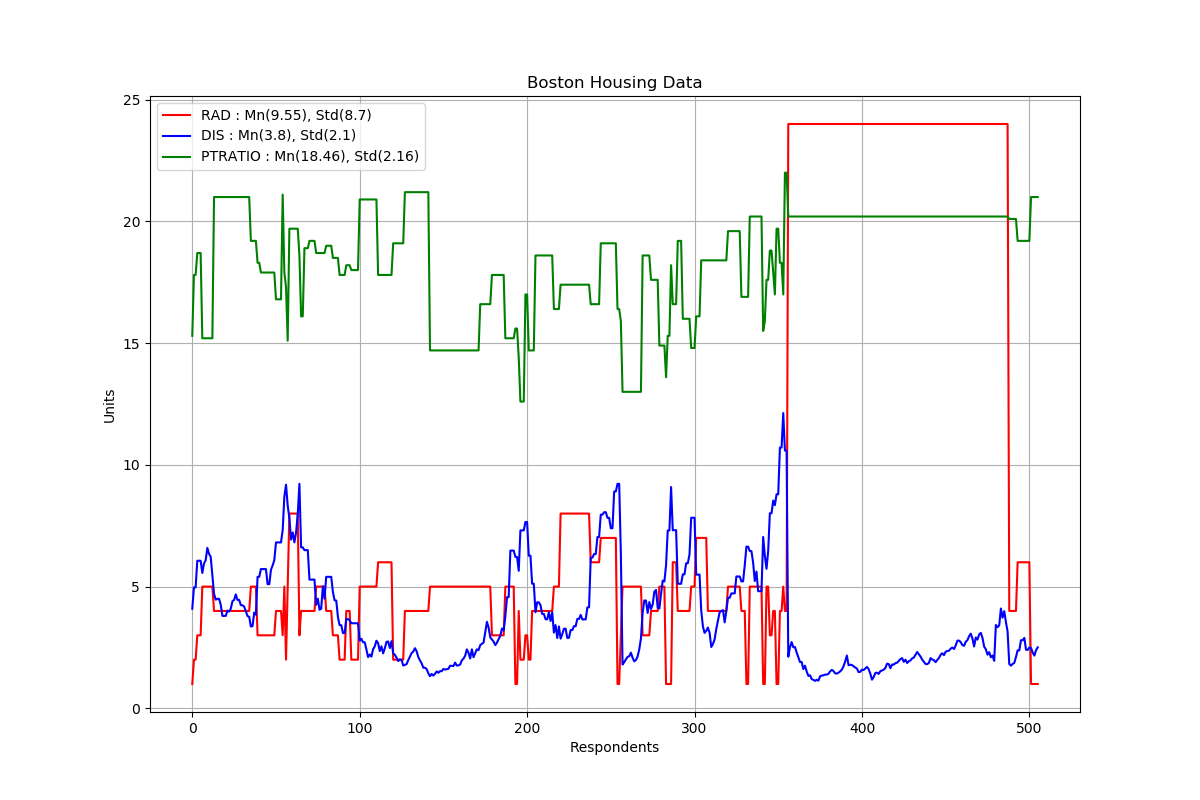 Boston Housing Data
RAD : Mn(9.55), Std(8.7)
DIS : Mn(3.8), Std(2.1)
PTRATIO : Mn(18.46), Std(2.16)
25
20
15
10
5
0
Units
0 100 200 300 400 500
Respondents